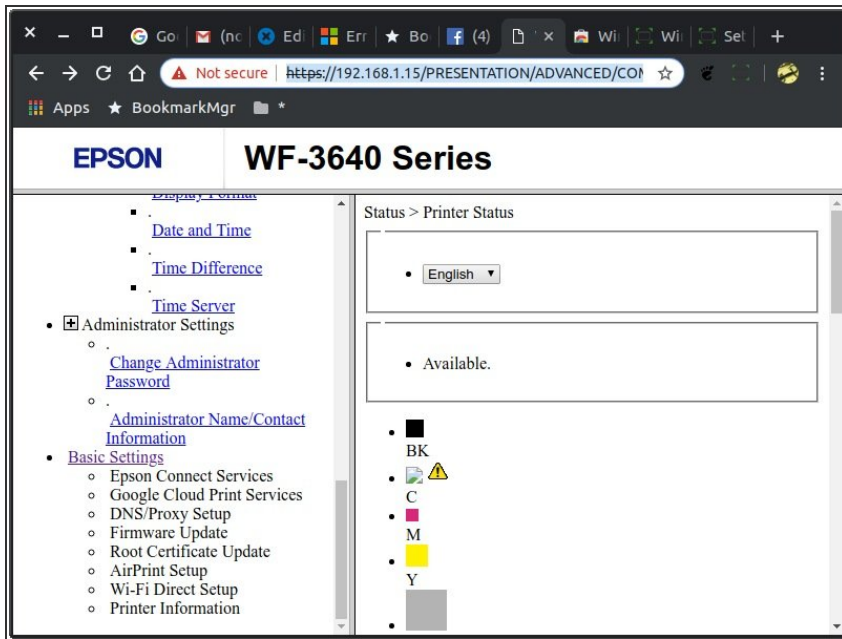 Go
(nc
Edi
Err
Bo
(4)
Wi
Wi
Set
Not secure
https://192.168.1.15/PRESENTATION/ADVANCED/CO
Apps
BookmarkMgr
*
EPSON
WF-3640 Series
Display Format
.
Date and Time
.
Time Difference
.
Time Server
Administrator Settings
.
Change Administrator
Password
.
Administrator Name/Contact
Information
Basic Settings
Epson Connect Services
Google Cloud Print Services
DNS/Proxy Setup
Firmware Update
Root Certificate Update
AirPrint Setup
Wi-Fi Direct Setup
Printer Information
Status > Printer Status
English
Available.
BK
C
M
Y